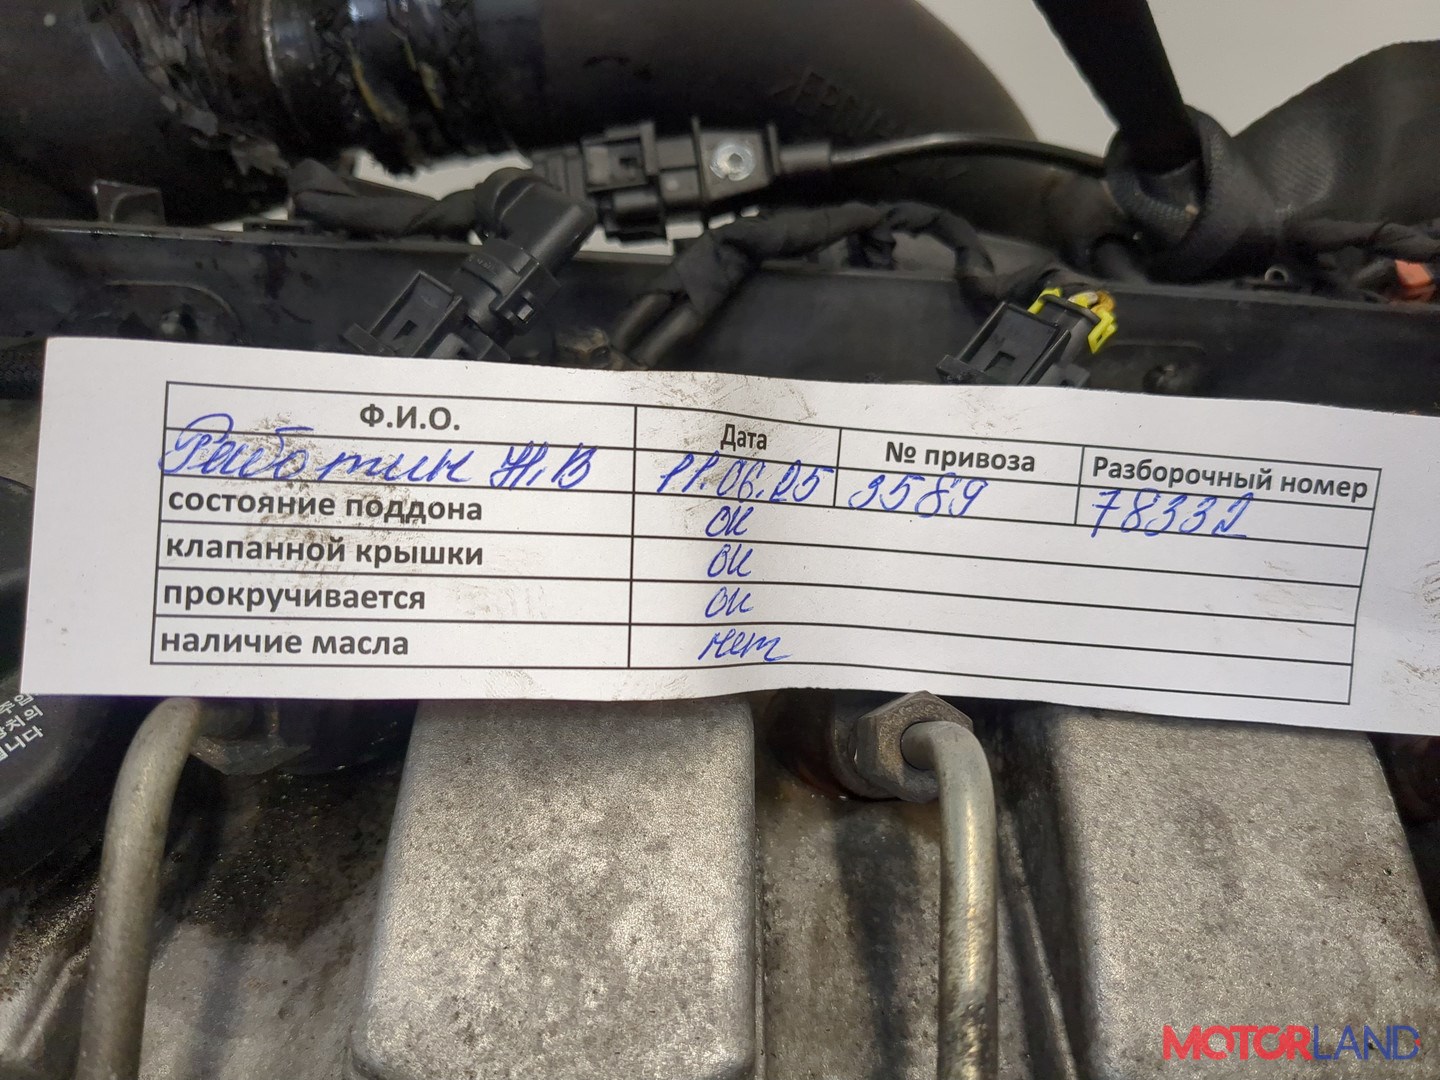 Ф.И.О. Дата № привоза Разборочный номер
11.06.25 3589 78332
состояние поддона ок
клапанной крышки ок
прокручивается ок
наличие масла нет
MOTORLAND